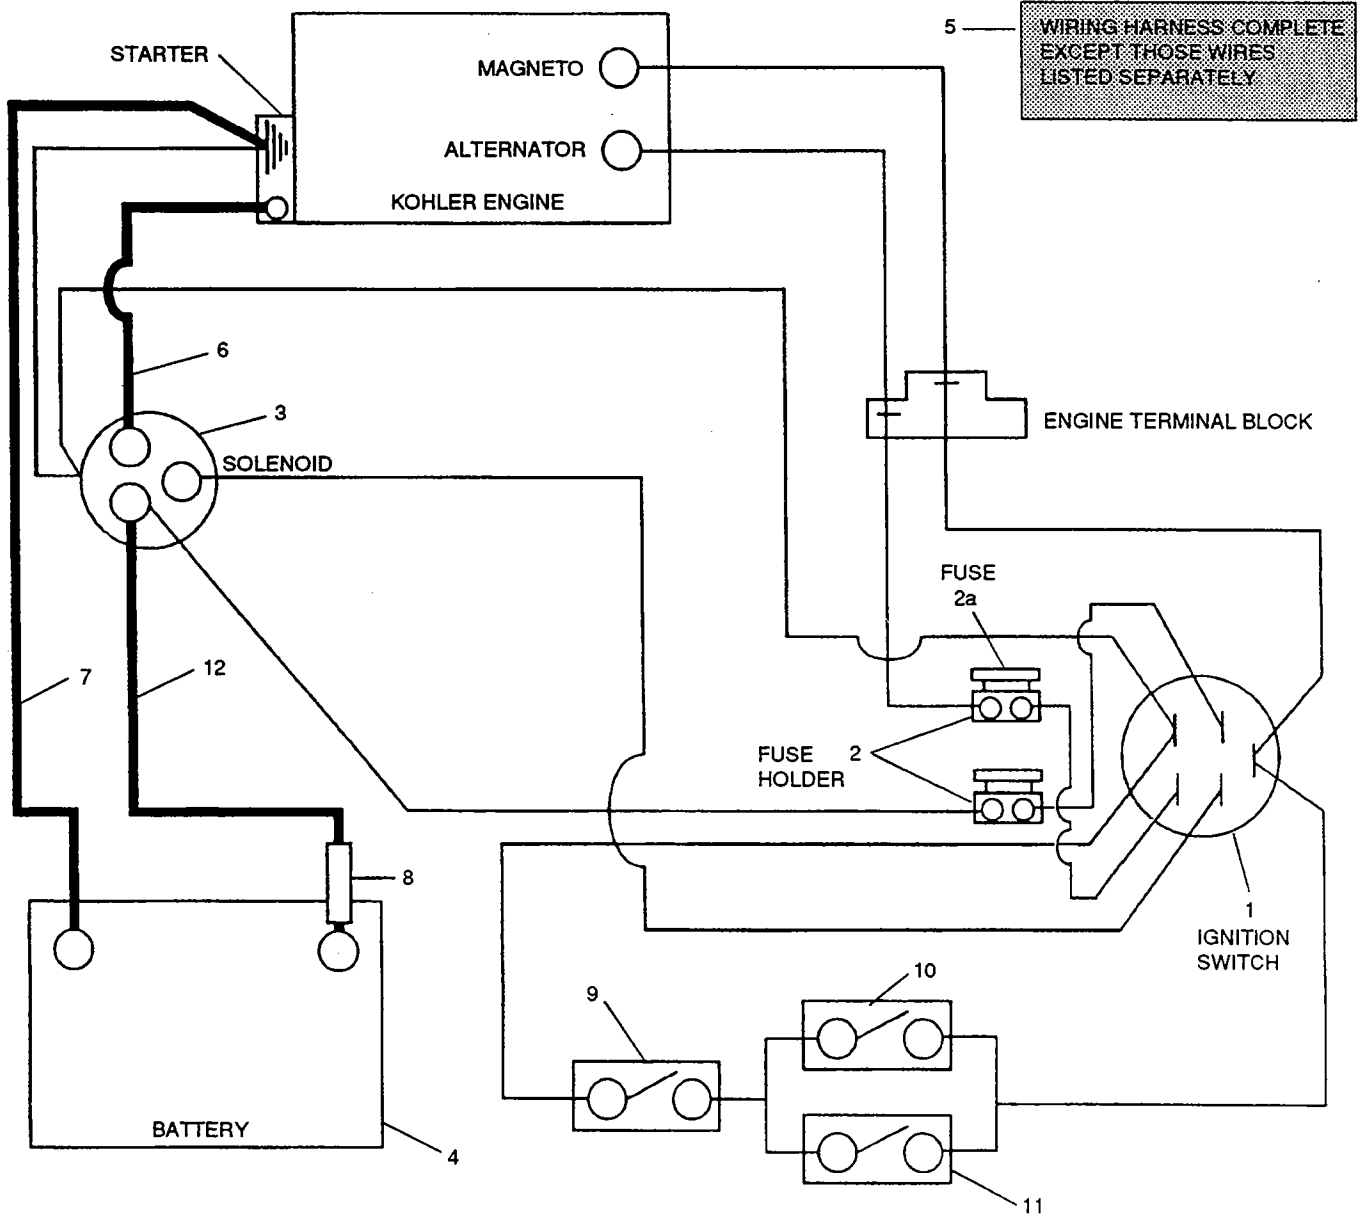 5
WIRING HARNESS COMPLETE
EXCEPT THOSE WIRES
LISTED SEPARATELY
STARTER
MAGNETO
ALTERNATOR
KOHLER ENGINE
6
3
SOLENOID
ENGINE TERMINAL BLOCK
FUSE
2a
7
12
FUSE
HOLDER
2
8
1
IGNITION
SWITCH
10
9
BATTERY
4
11